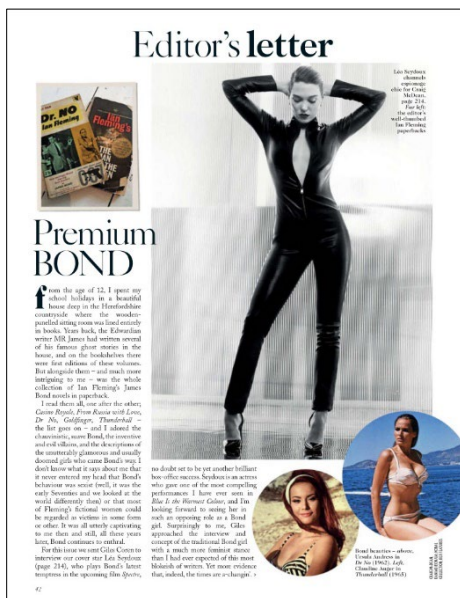 Editor's letter
Dr. NO
Ian Fleming
Ian
Fleming's
Léa Seydoux
channels
espionage
chic for Craig
McDean,
page 214.
Far left:
the editor's
well-thumbed
Ian Fleming
paperbacks
Premium
BOND
from the age of 12, I spent my
school holidays in a beautiful
house deep in the Herefordshire
countryside where the wooden-
panelled sitting room was lined entirely
in books. Years back, the Edwardian
writer MR James had written several
of his famous ghost stories in the
house, and on the bookshelves there
were first editions of these volumes.
But alongside them – and much more
intriguing to me – was the whole
collection of Ian Fleming's James
Bond novels in paperback.
I read them all, one after the other;
Casino Royale, From Russia with Love,
Dr No, Goldfinger, Thunderball –
the list goes on – and I adored the
chauvinistic, suave Bond, the inventive
and evil villains, and the descriptions of
the unutterably glamorous and usually
doomed girls who came Bond's way. I
don't know what it says about me that
it never entered my head that Bond's
behaviour was sexist (well, it was the
early Seventies and we looked at the
world differently then) or that most
of Fleming's fictional women could
be regarded as victims in some form
or other. It was all utterly captivating
to me then and still, all these years
later, Bond continues to enthral.
For this issue we sent Giles Coren to
interview our cover star Léa Seydoux
(page 214), who plays Bond's latest
temptress in the upcoming film Spectre,
no doubt set to be yet another brilliant
box-office success. Seydoux is an actress
who gave one of the most compelling
performances I have ever seen in
Blue Is the Warmest Colour, and I'm
looking forward to seeing her in
such an opposing role as a Bond
girl. Surprisingly to me, Giles
approached the interview and
concept of the traditional Bond girl
with a much more feminist stance
than I had ever expected of this most
blokeish of writers. Yet more evidence
that, indeed, the times are a-changin'. >
Bond beauties – above,
Ursula Andress in
Dr No (1962). Left,
Claudine Auger in
Thunderball (1965)
42